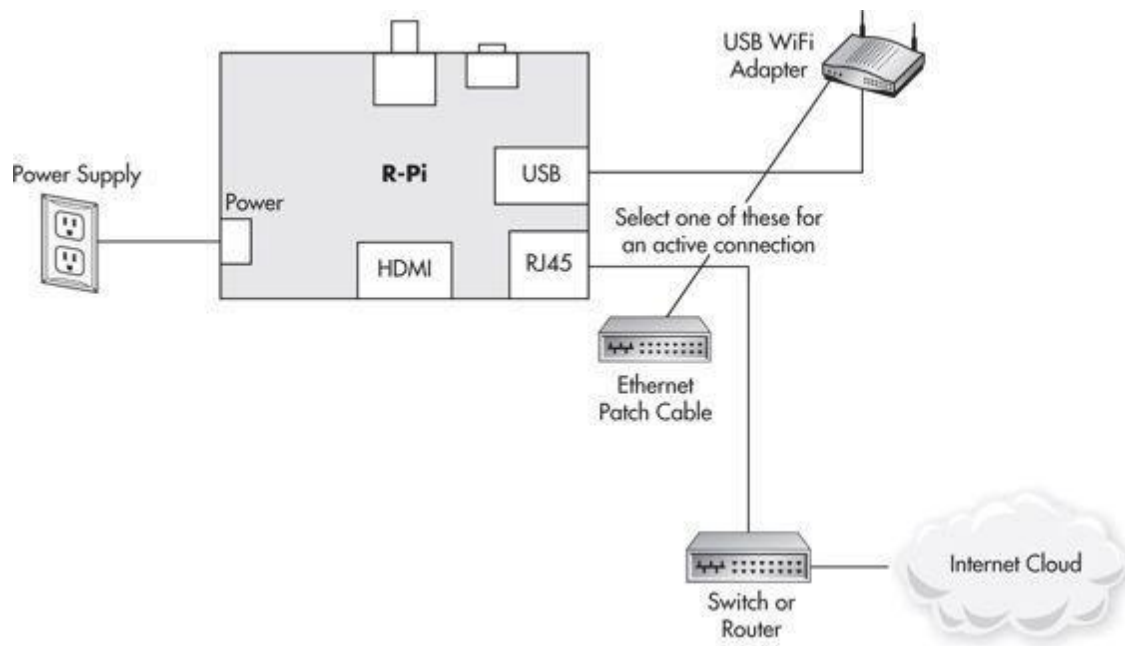 USB WiFi
Adapter
Power Supply
Power
R-Pi
USB
HDMI
RJ45
Select one of these for
an active connection
Ethernet
Patch Cable
Switch or
Router
Internet Cloud